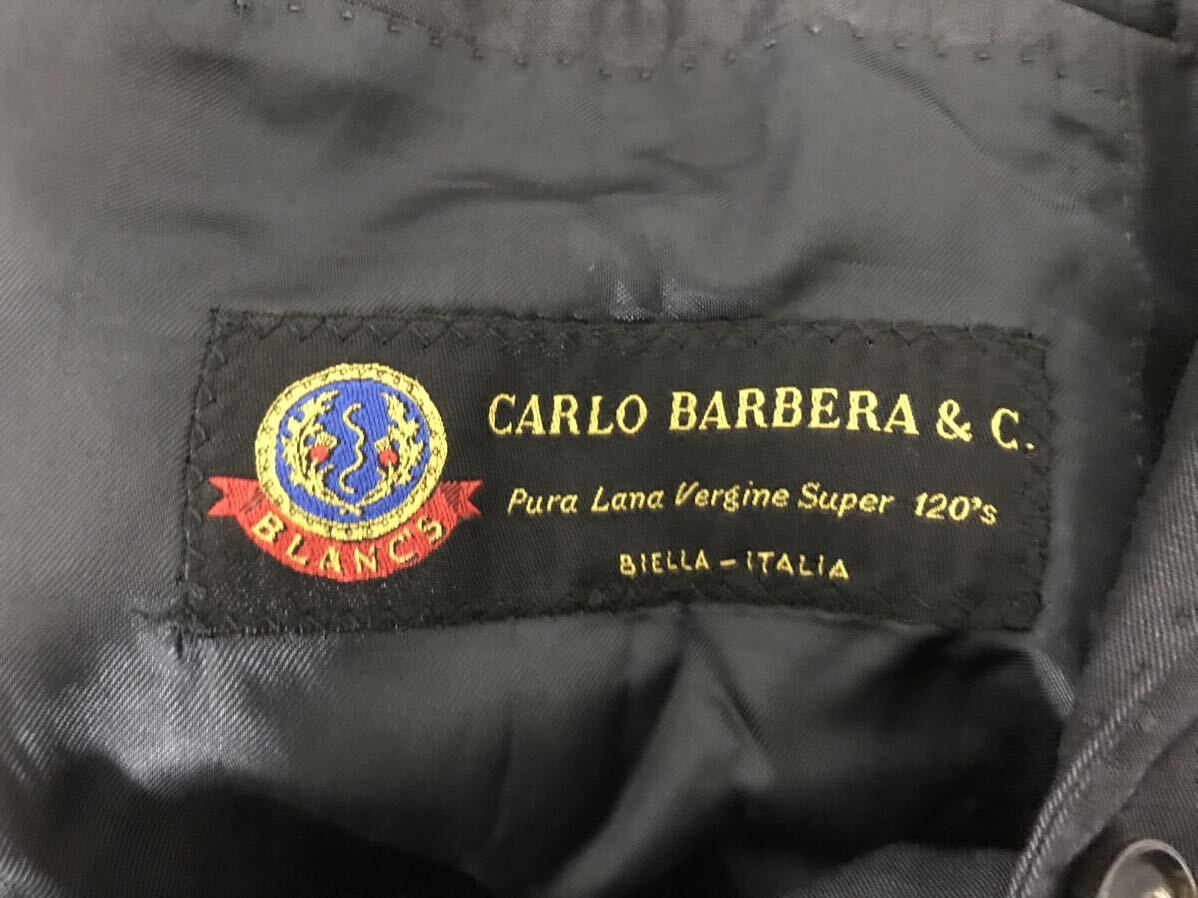 BLANCS
CARLO BARBERA & C.
Pura Lana Vergine Super 120's
BIELLA - ITALIA